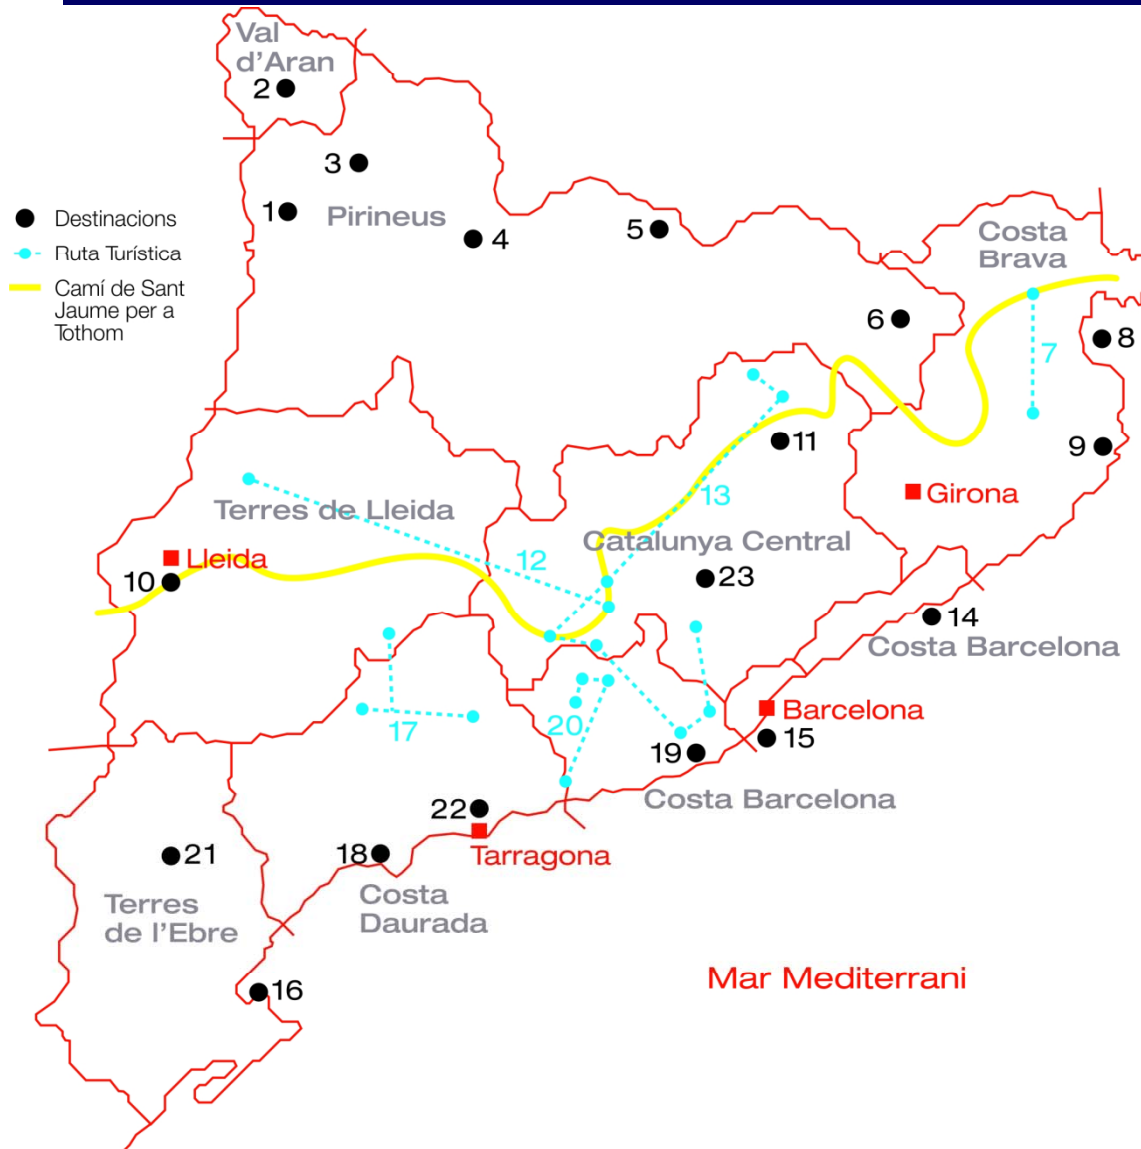 Val
d'Aran
2
3
1
Pirineus
4
5
Costa
Brava
Destinacions
Ruta Turística
Camí de Sant
Jaume per a
Tothom
6
8
7
11
9
13
Girona
Terres de Lleida
Lleida
12
Catalunya Central
10
23
14
Costa Barcelona
Barcelona
17
20
15
19
Costa Barcelona
22
Tarragona
18
21
Costa
Daurada
Terres
de l'Ebre
Mar Mediterrani
16